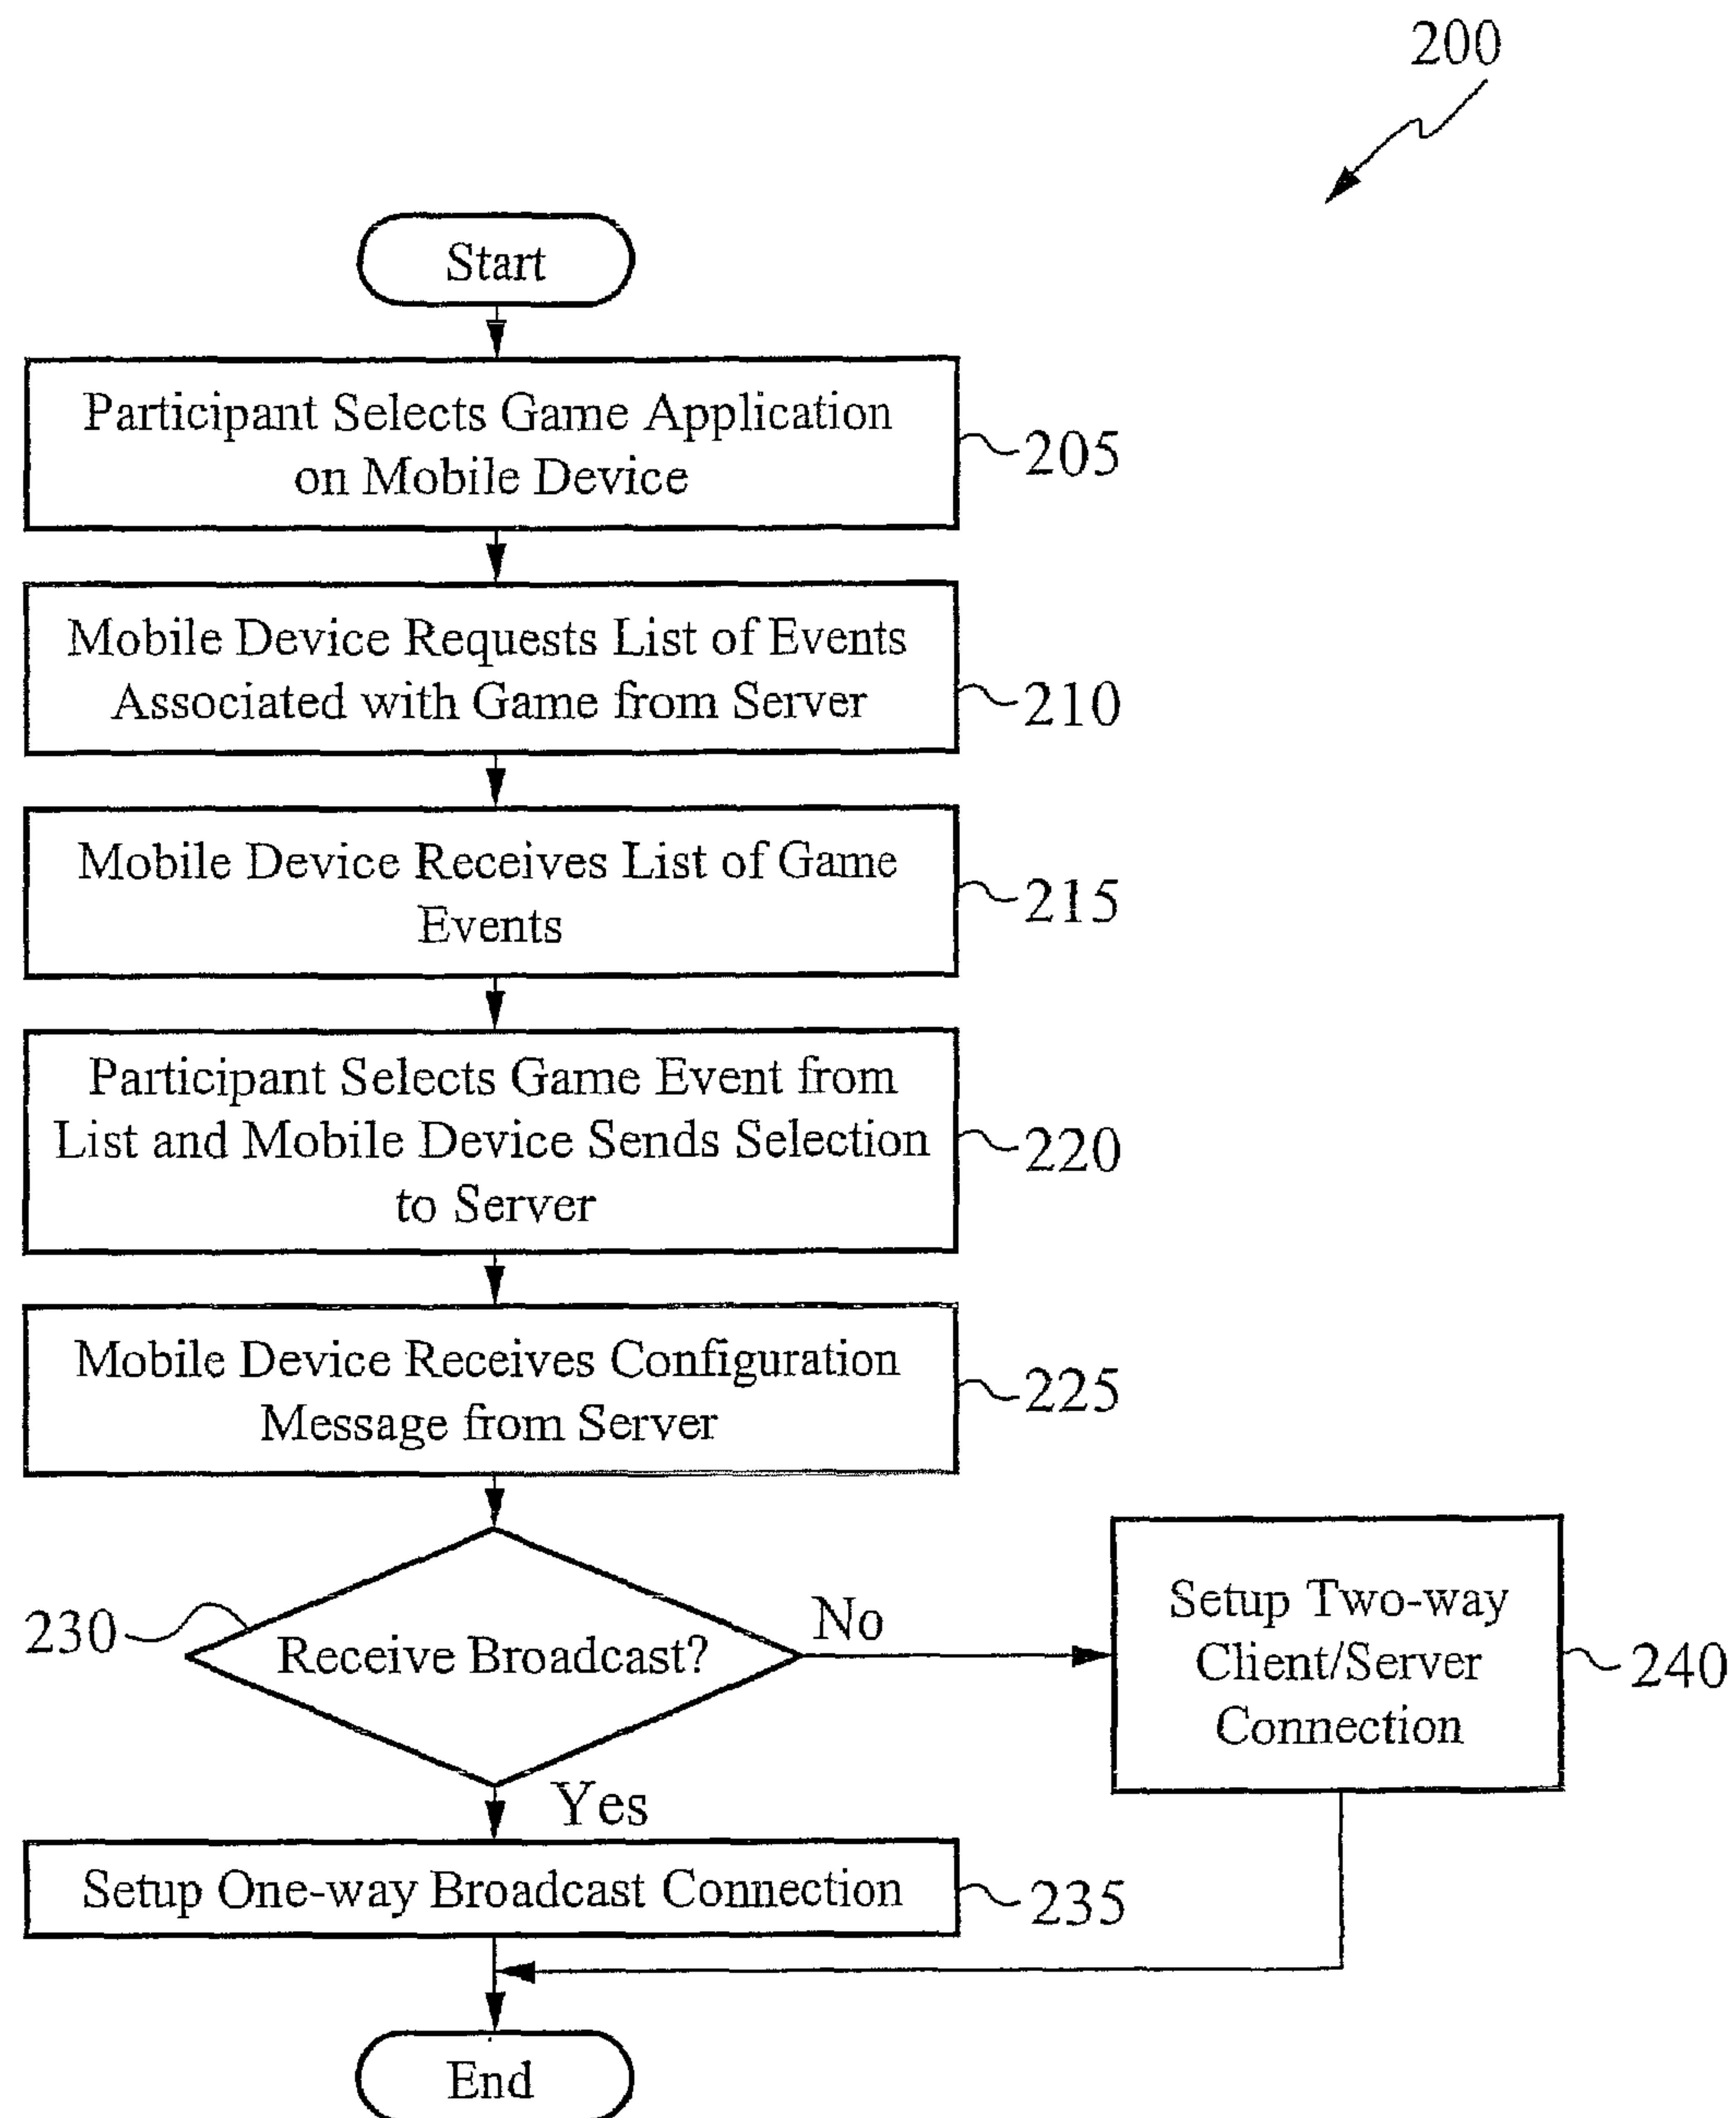 200
Start
Participant Selects Game Application
on Mobile Device
205
Mobile Device Requests List of Events
Associated with Game from Server
210
Mobile Device Receives List of Game
Events
215
Participant Selects Game Event from
List and Mobile Device Sends Selection
to Server
220
Mobile Device Receives Configuration
Message from Server
225
230
Receive Broadcast?
No
Setup Two-way
Client/Server
Connection
240
Yes
Setup One-way Broadcast Connection
235
End